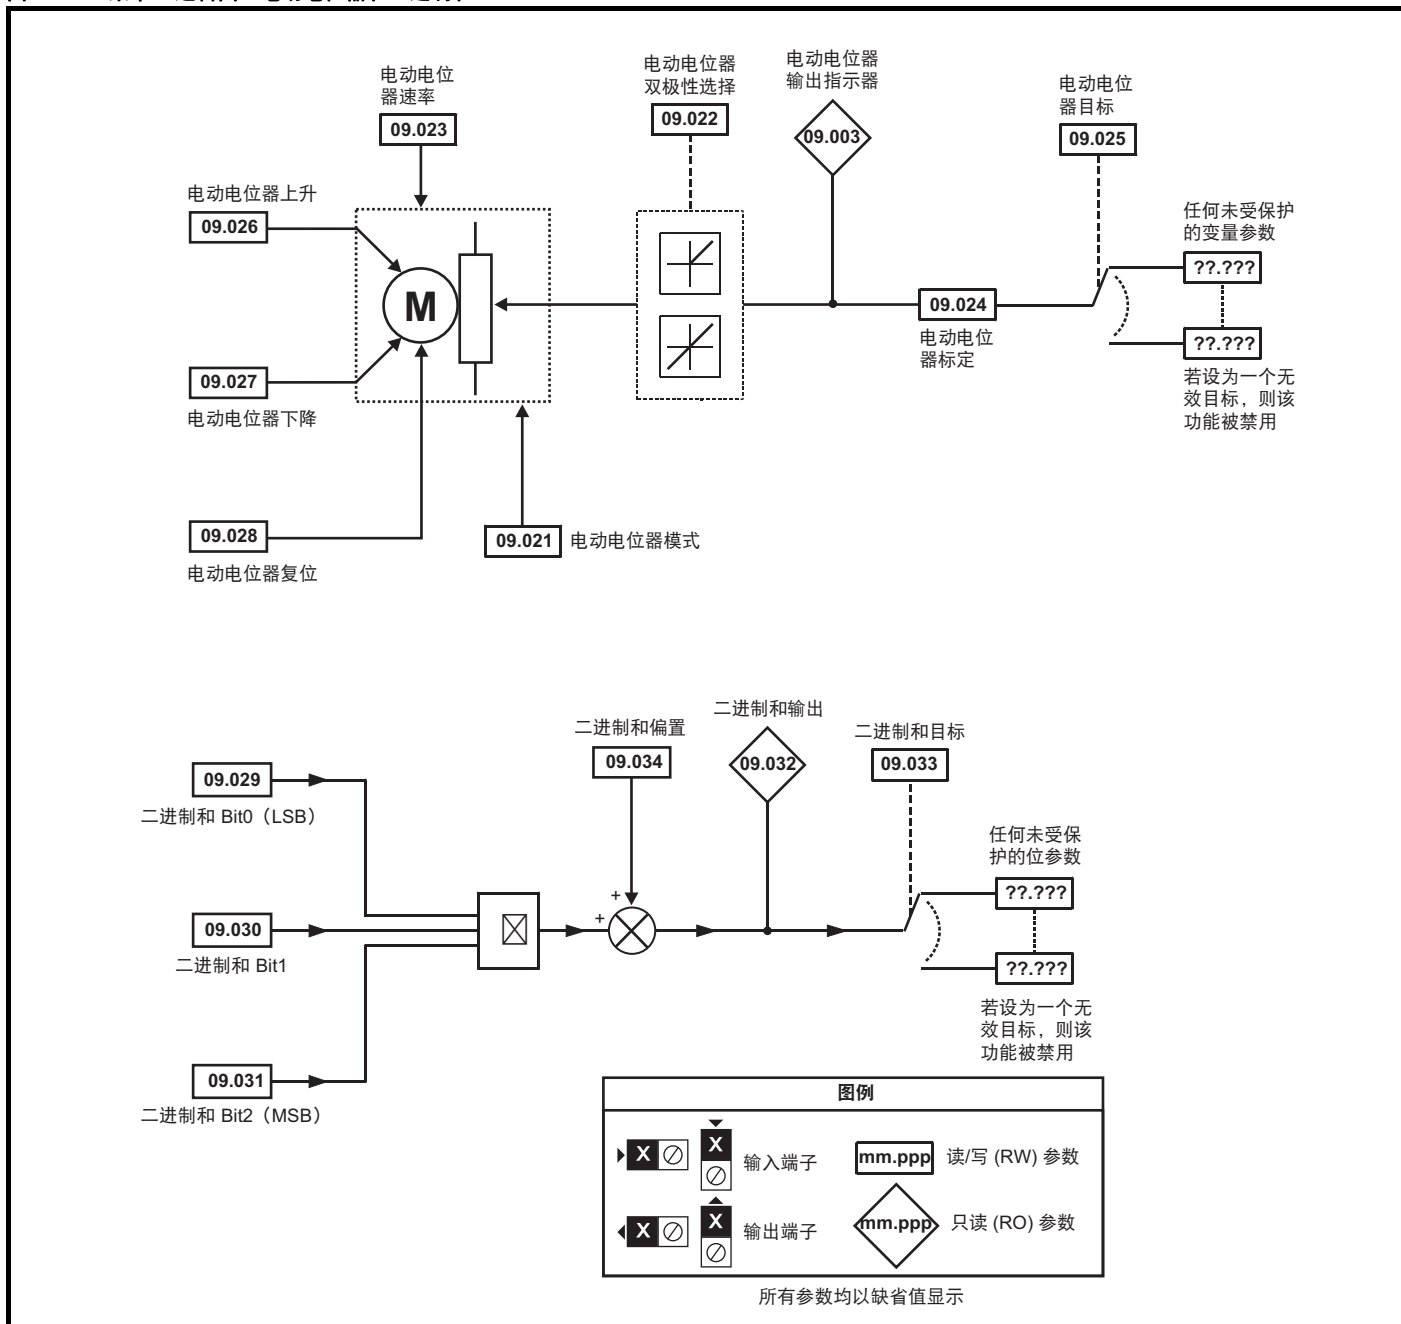 电动电位
器速率
09.023
电动电位器
双极性选择
09.022
电动电位器
输出指示器
09.003
电动电位
器目标
09.025
电动电位器上升
09.026
任何未受保护
的变量参数
??.???
M
09.024
电动电位
器标定
??.???
若设为一个无
效目标，则该
功能被禁用
09.027
电动电位器下降
09.028
电动电位器复位
09.021
电动电位器模式
二进制和偏置
09.034
二进制和输出
09.032
二进制和目标
09.033
09.029
二进制和 Bit0（LSB）
任何未受保
护的位参数
??.???
+
+
09.030
二进制和 Bit1
??.???
若设为一个无
效目标，则该
功能被禁用
09.031
二进制和 Bit2（MSB）
图例
X
X
输入端子
mm.ppp
读/写 (RW) 参数
X
X
输出端子
mm.ppp
只读 (RO) 参数
所有参数均以缺省值显示